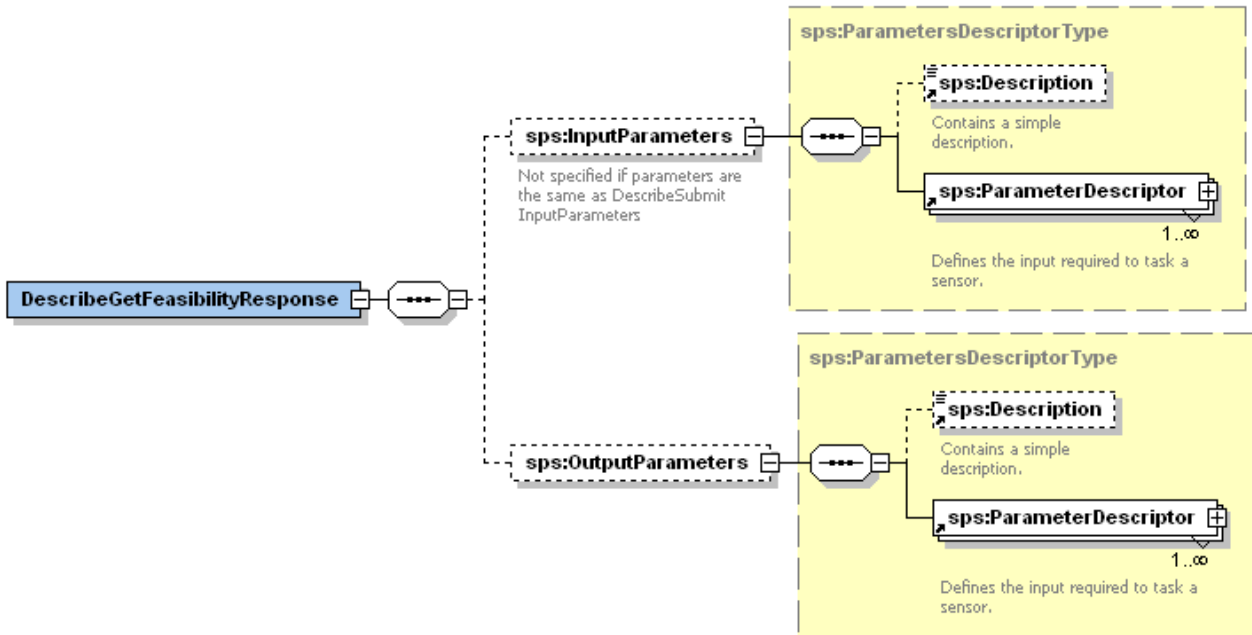 sps:ParametersDescriptorType
sps:Description
Contains a simple
description.
sps:InputParameters
Not specified if parameters are
the same as DescribeSubmit
InputParameters
sps:ParameterDescriptor
1..∞
Defines the input required to task a
sensor.
DescribeGetFeasibilityResponse
sps:ParametersDescriptorType
sps:Description
Contains a simple
description.
sps:OutputParameters
sps:ParameterDescriptor
1..∞
Defines the input required to task a
sensor.